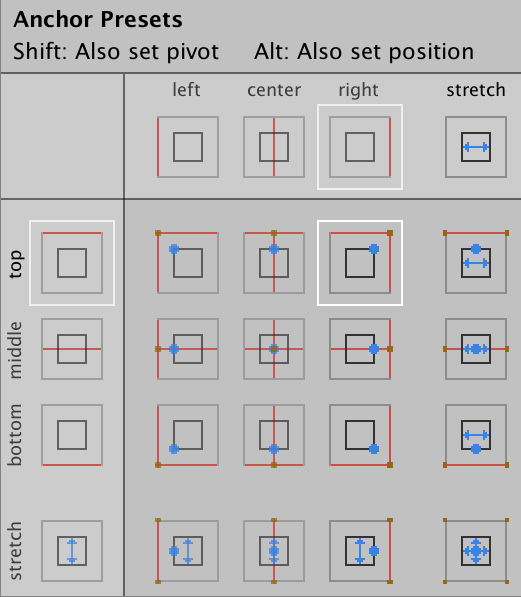 Anchor Presets
Shift: Also set pivot Alt: Also set position
left center right stretch
top
middle
bottom
stretch